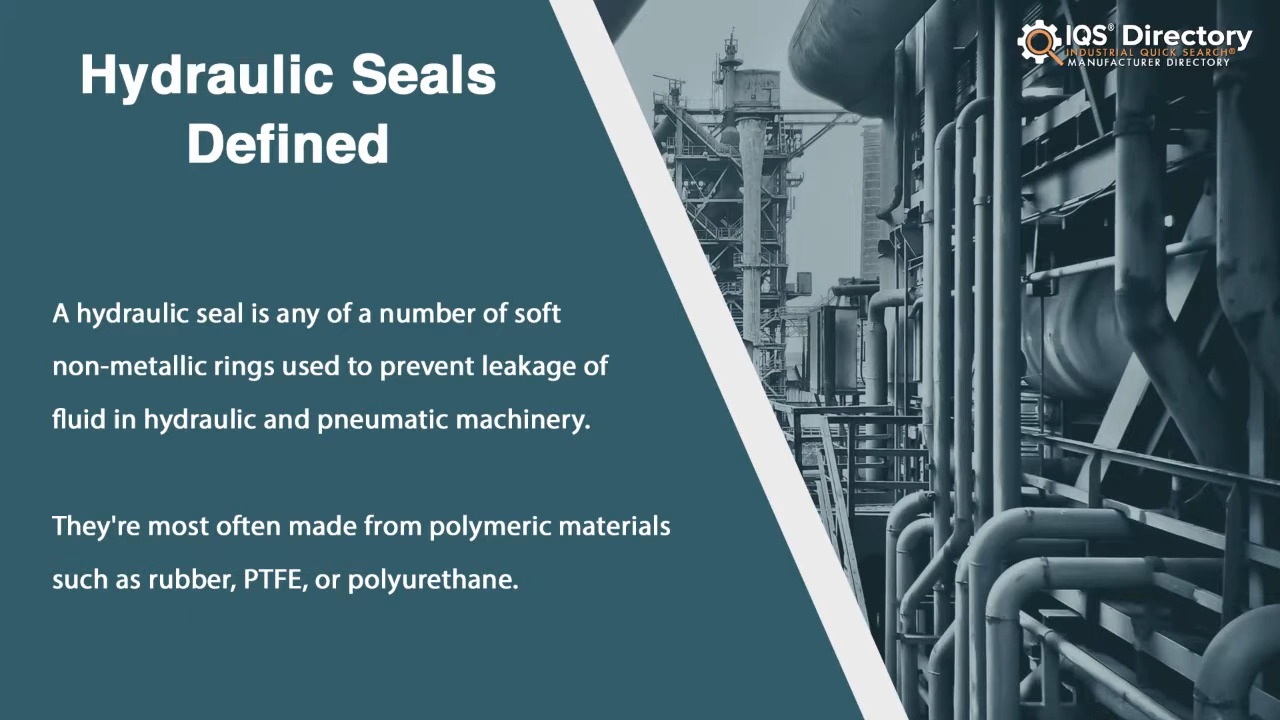 Hydraulic Seals
Defined
IQS® Directory
INDUSTRIAL QUICK SEARCH®
MANUFACTURER DIRECTORY
A hydraulic seal is any of a number of soft
non-metallic rings used to prevent leakage of
fluid in hydraulic and pneumatic machinery.
They're most often made from polymeric materials
such as rubber, PTFE, or polyurethane.